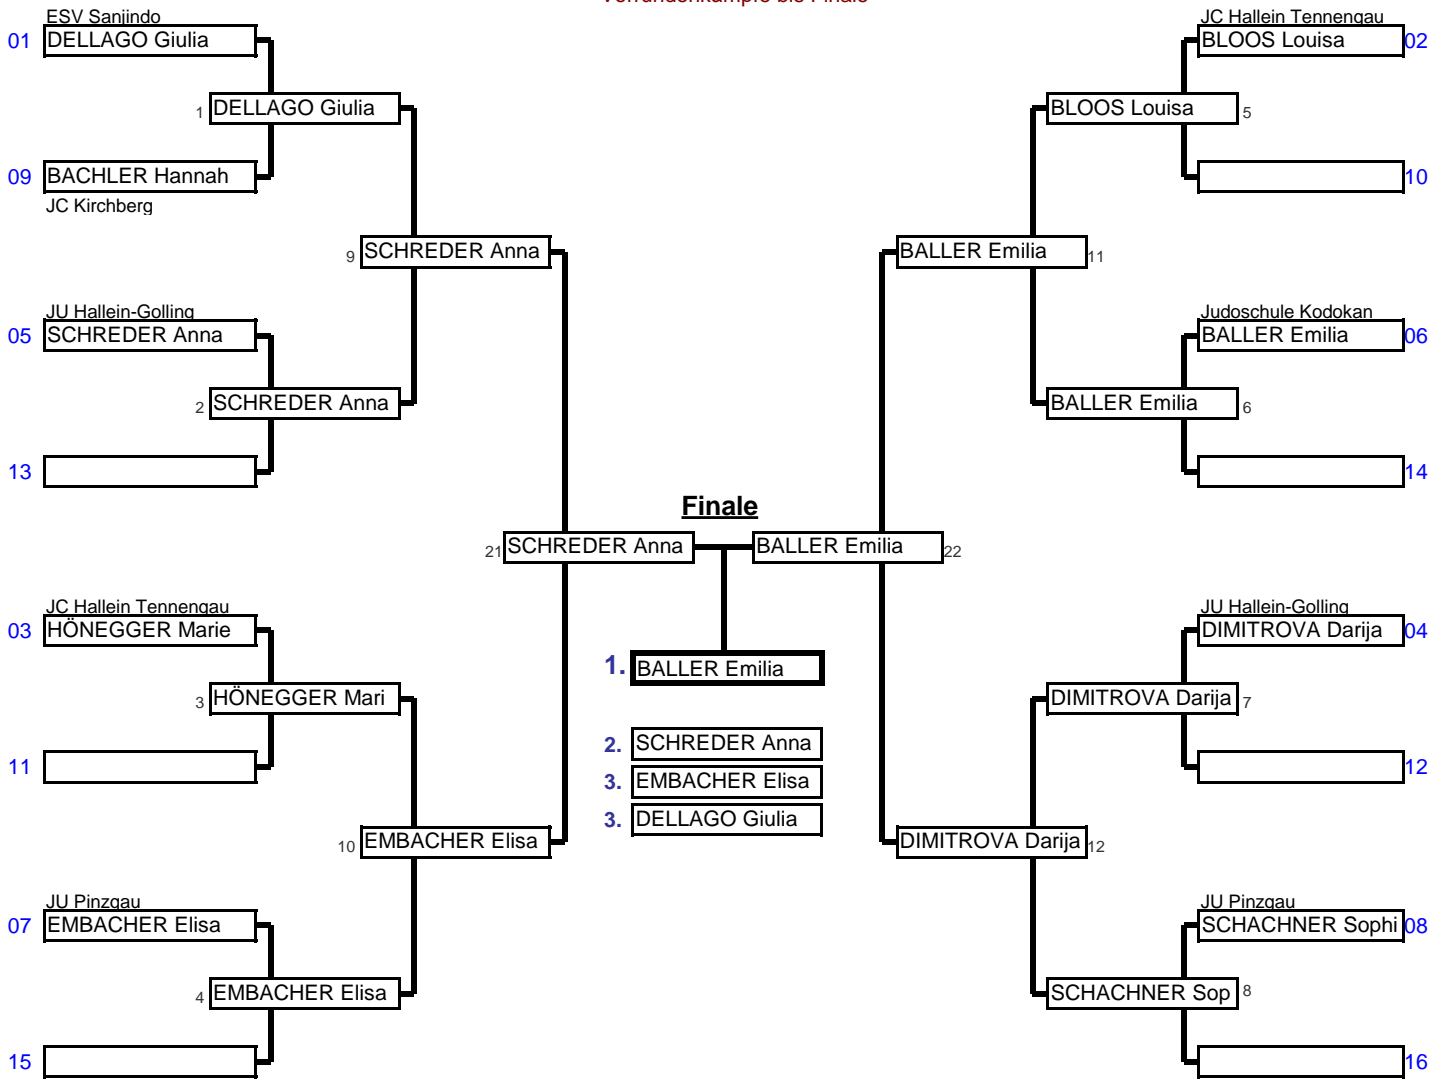 Vorrundenkämpfe bis Finale
ESV Sanjindo
01 DELLAGO Giulia
1 DELLAGO Giulia
09 BACHLER Hannah
JC Kirchberg
9 SCHREDER Anna
JU Hallein-Golling
05 SCHREDER Anna
2 SCHREDER Anna
13
21 SCHREDER Anna
JC Hallein Tennengau
03 HÖNEGGER Marie
3 HÖNEGGER Mari
11
10 EMBACHER Elisa
JU Pinzgau
07 EMBACHER Elisa
4 EMBACHER Elisa
15
Finale
1. BALLER Emilia
2. SCHREDER Anna
3. EMBACHER Elisa
3. DELLAGO Giulia
JC Hallein Tennengau
BLOOS Louisa 02
BLOOS Louisa 5
10
BALLER Emilia 11
Judoschule Kodokan
BALLER Emilia 06
BALLER Emilia 6
14
BALLER Emilia 22
JU Hallein-Golling
DIMITROVA Darija 04
DIMITROVA Darija 7
12
DIMITROVA Darija 12
JU Pinzgau
SCHACHNER Sophi 08
SCHACHNER Sop 8
16